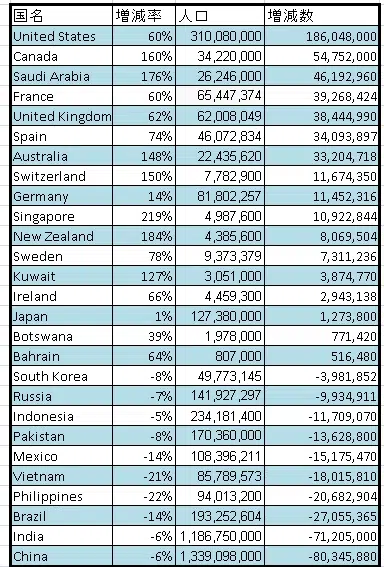 国名 増減率 人口 増減数
United States 60% 310,080,000 186,048,000
Canada 160% 34,220,000 54,752,000
Saudi Arabia 176% 26,246,000 46,192,960
France 60% 65,447,374 39,268,424
United Kingdom 62% 62,008,049 38,444,990
Spain 74% 46,072,834 34,093,897
Australia 148% 22,435,620 33,204,718
Switzerland 150% 7,782,900 11,674,350
Germany 14% 81,802,257 11,452,316
Singapore 219% 4,987,600 10,922,844
New Zealand 184% 4,385,600 8,069,504
Sweden 78% 9,373,379 7,311,236
Kuwait 127% 3,051,000 3,874,770
Ireland 66% 4,459,300 2,943,138
Japan 1% 127,380,000 1,273,800
Botswana 39% 1,978,000 771,420
Bahrain 64% 807,000 516,480
South Korea -8% 49,773,145 -3,981,852
Russia -7% 141,927,297 -9,934,911
Indonesia -5% 234,181,400 -11,709,070
Pakistan -8% 170,360,000 -13,628,800
Mexico -14% 108,396,211 -15,175,470
Vietnam -21% 85,789,573 -18,015,810
Philippines -22% 94,013,200 -20,682,904
Brazil -14% 193,252,604 -27,055,365
India -6% 1,186,750,000 -71,205,000
China -6% 1,339,098,000 -80,345,880